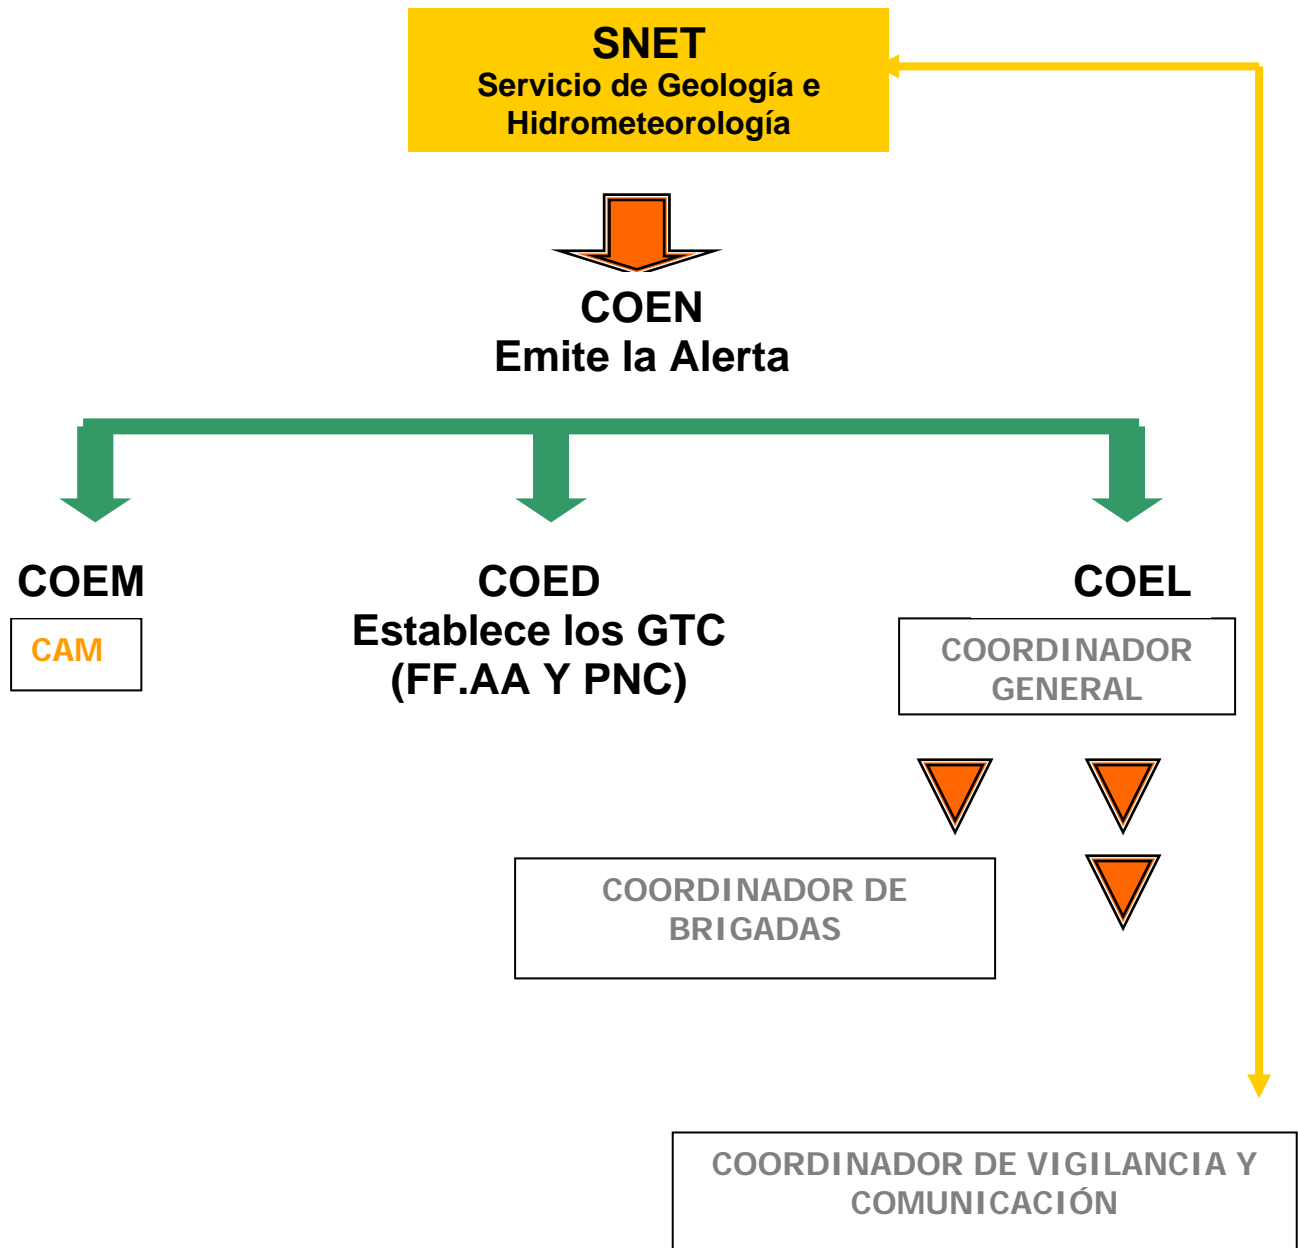 SNET
Servicio de Geología e
Hidrometeorología
COEN
Emite la Alerta
COEM
CAM
COED
Establece los GTC
(FF.AA Y PNC)
COEL
COORDINADOR
GENERAL
COORDINADOR DE
BRIGADAS
COORDINADOR DE VIGILANCIA Y
COMUNICACIÓN